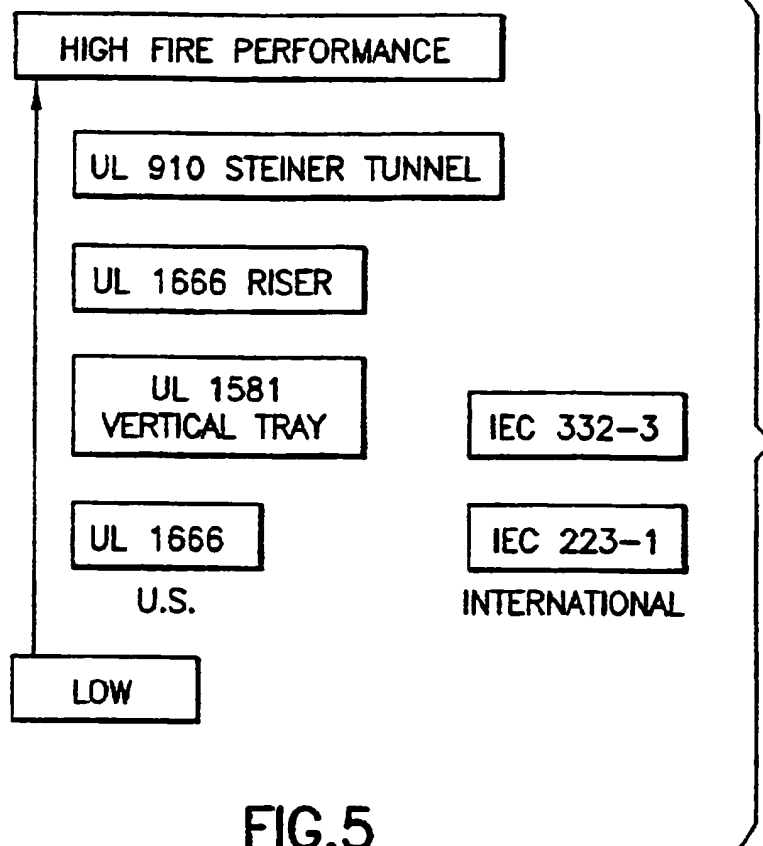 HIGH FIRE PERFORMANCE
UL 910 STEINER TUNNEL
UL 1666 RISER
UL 1581
VERTICAL TRAY
IEC 332-3
UL 1666
IEC 223-1
U.S.
INTERNATIONAL
LOW
FIG.5